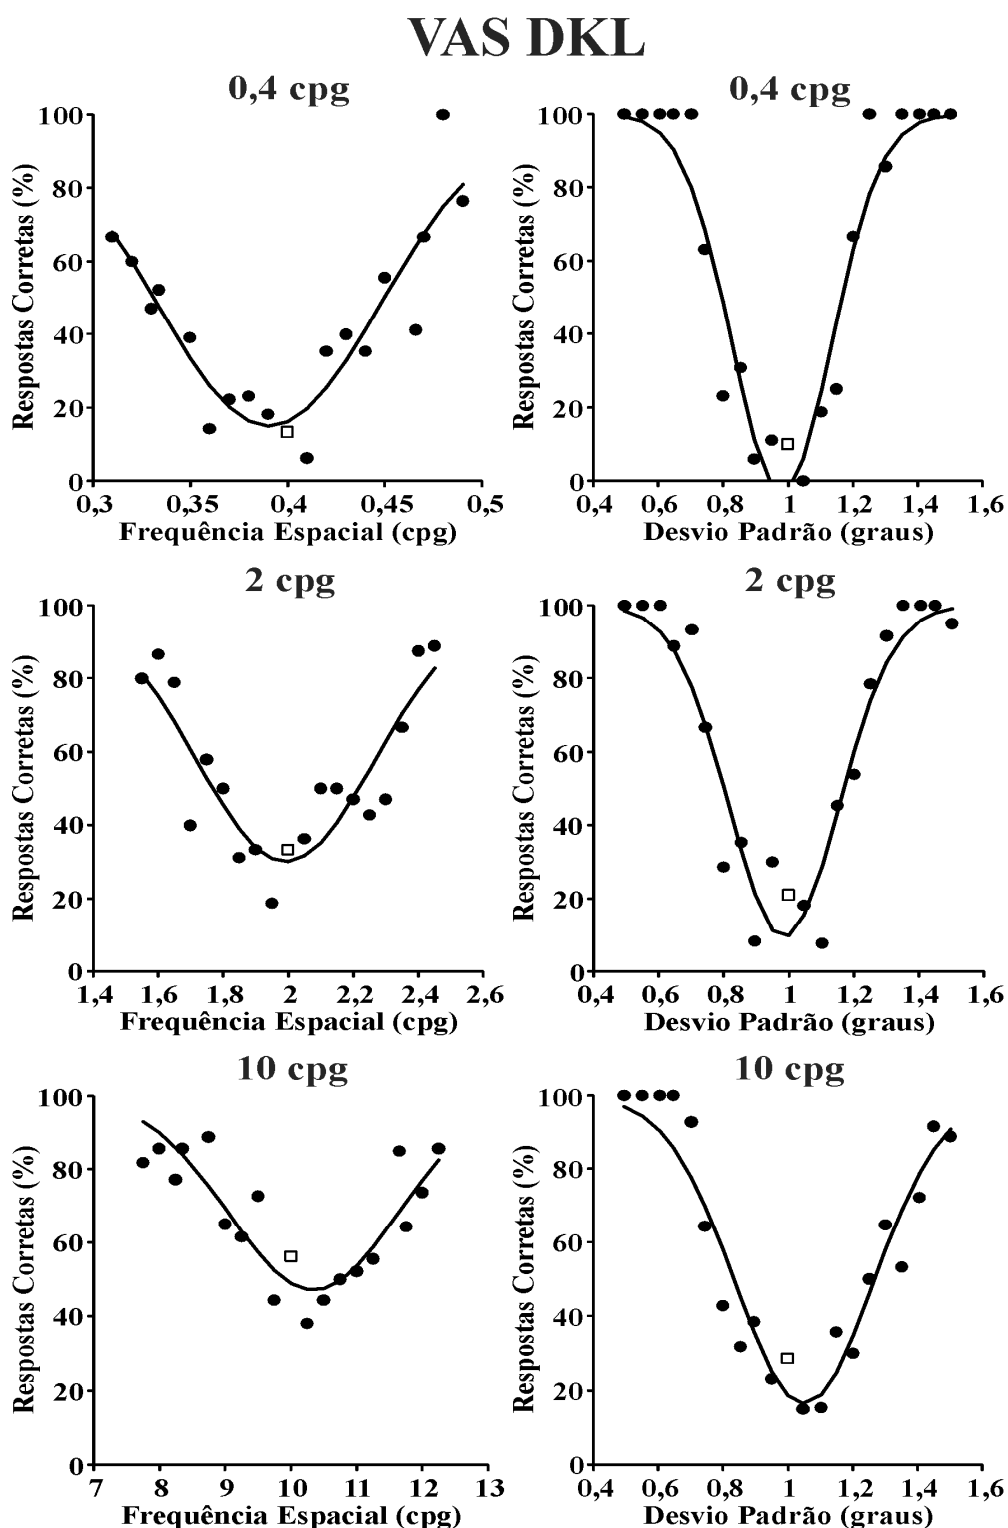 VAS DKL
0,4 cpg
Respostas Corretas (%)
100
80
60
40
20
0
0,3 0,35 0,4 0,45 0,5
Frequência Espacial (cpg)
0,4 cpg
Respostas Corretas (%)
100
80
60
40
20
0
0,4 0,6 0,8 1 1,2 1,4 1,6
Desvio Padrão (graus)
2 cpg
Respostas Corretas (%)
100
80
60
40
20
0
1,4 1,6 1,8 2 2,2 2,4 2,6
Frequência Espacial (cpg)
2 cpg
Respostas Corretas (%)
100
80
60
40
20
0
0,4 0,6 0,8 1 1,2 1,4 1,6
Desvio Padrão (graus)
10 cpg
Respostas Corretas (%)
100
80
60
40
20
0
7 8 9 10 11 12 13
Frequência Espacial (cpg)
10 cpg
Respostas Corretas (%)
100
80
60
40
20
0
0,4 0,6 0,8 1 1,2 1,4 1,6
Desvio Padrão (graus)